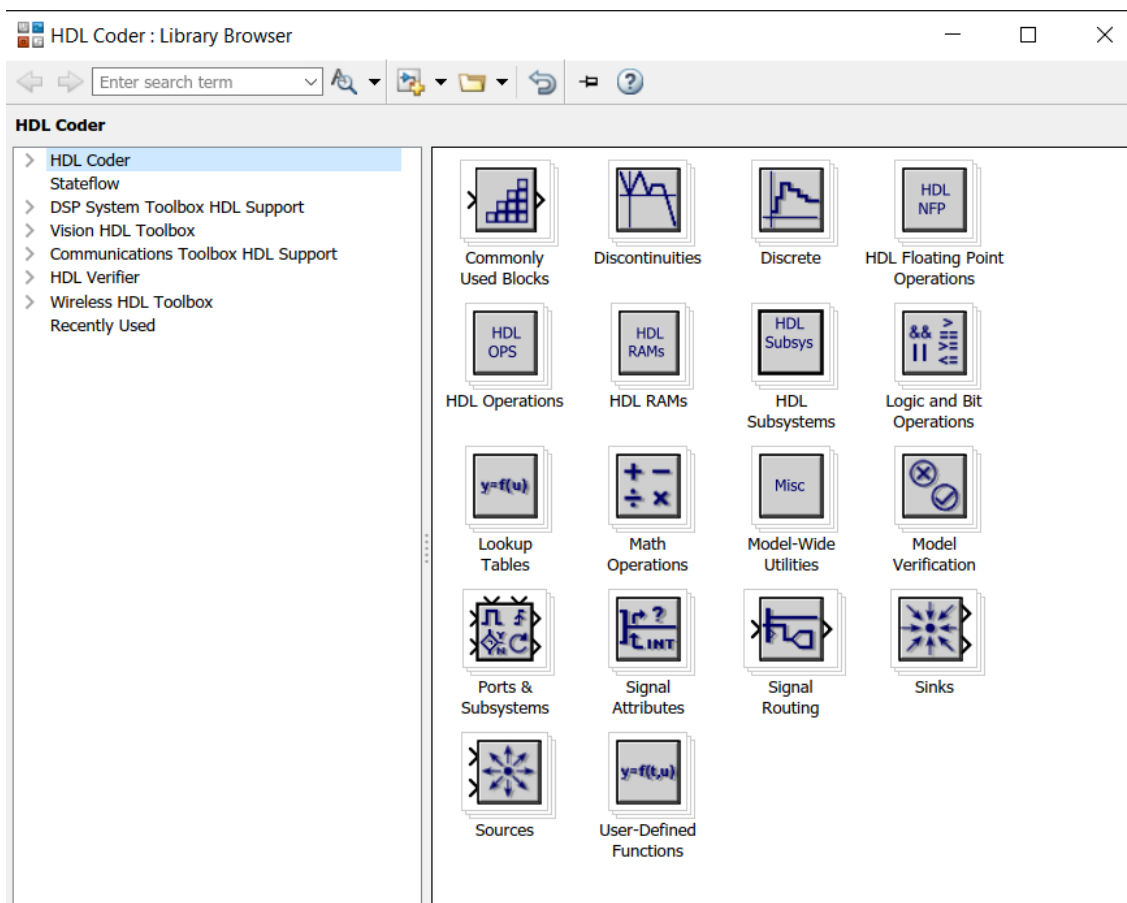 HDL Coder : Library Browser
Enter search term
HDL Coder
HDL Coder
Stateflow
DSP System Toolbox HDL Support
Vision HDL Toolbox
Communications Toolbox HDL Support
HDL Verifier
Wireless HDL Toolbox
Recently Used
HDL
NFP
Commonly
Used Blocks
Discontinuities
Discrete
HDL Floating Point
Operations
HDL
OPS
HDL
RAMs
HDL
Subsys
&& >
==
|| >=
<=
HDL Operations
HDL RAMs
HDL
Subsystems
Logic and Bit
Operations
y=f(u)
+ −
÷ ×
Misc
Lookup
Tables
Math
Operations
Model-Wide
Utilities
Model
Verification
Y
N
?
INT
Ports &
Subsystems
Signal
Attributes
Signal
Routing
Sinks
y=f(t,u)
Sources
User-Defined
Functions